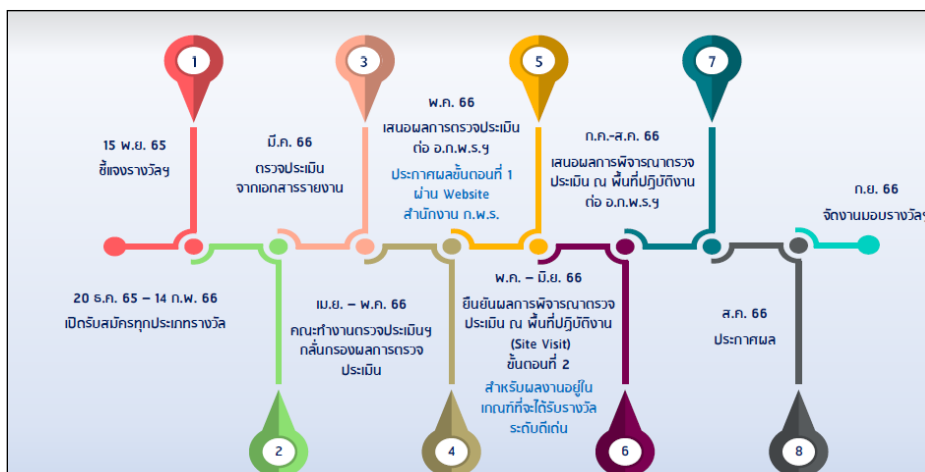 1
15 พ.ย. 65
ชี้แจงรางวัลฯ
2
20 ธ.ค. 65 – 14 ก.พ. 66
เปิดรับสมัครทุกประเภทรางวัล
3
มี.ค. 66
ตรวจประเมิน
จากเอกสารรายงาน
4
เม.ย. – พ.ค. 66
คณะทำงานตรวจประเมินฯ
กลั่นกรองผลการตรวจ
ประเมิน
5
พ.ค. 66
เสนอผลการตรวจประเมิน
ต่อ อ.ก.พ.ร.ฯ
ประกาศผลขั้นตอนที่ 1
ผ่าน Website
สำนักงาน ก.พ.ร.
6
พ.ค. – มิ.ย. 66
ยืนยันผลการพิจารณาตรวจ
ประเมิน ณ พื้นที่ปฏิบัติงาน
(Site Visit)
ขั้นตอนที่ 2
สำหรับผลงานอยู่ใน
เกณฑ์ที่จะได้รับรางวัล
ระดับดีเด่น
7
ก.ค.-ส.ค. 66
เสนอผลการพิจารณาตรวจ
ประเมิน ณ พื้นที่ปฏิบัติงาน
ต่อ อ.ก.พ.ร.ฯ
8
ส.ค. 66
ประกาศผล
ก.ย. 66
จัดงานมอบรางวัลฯ